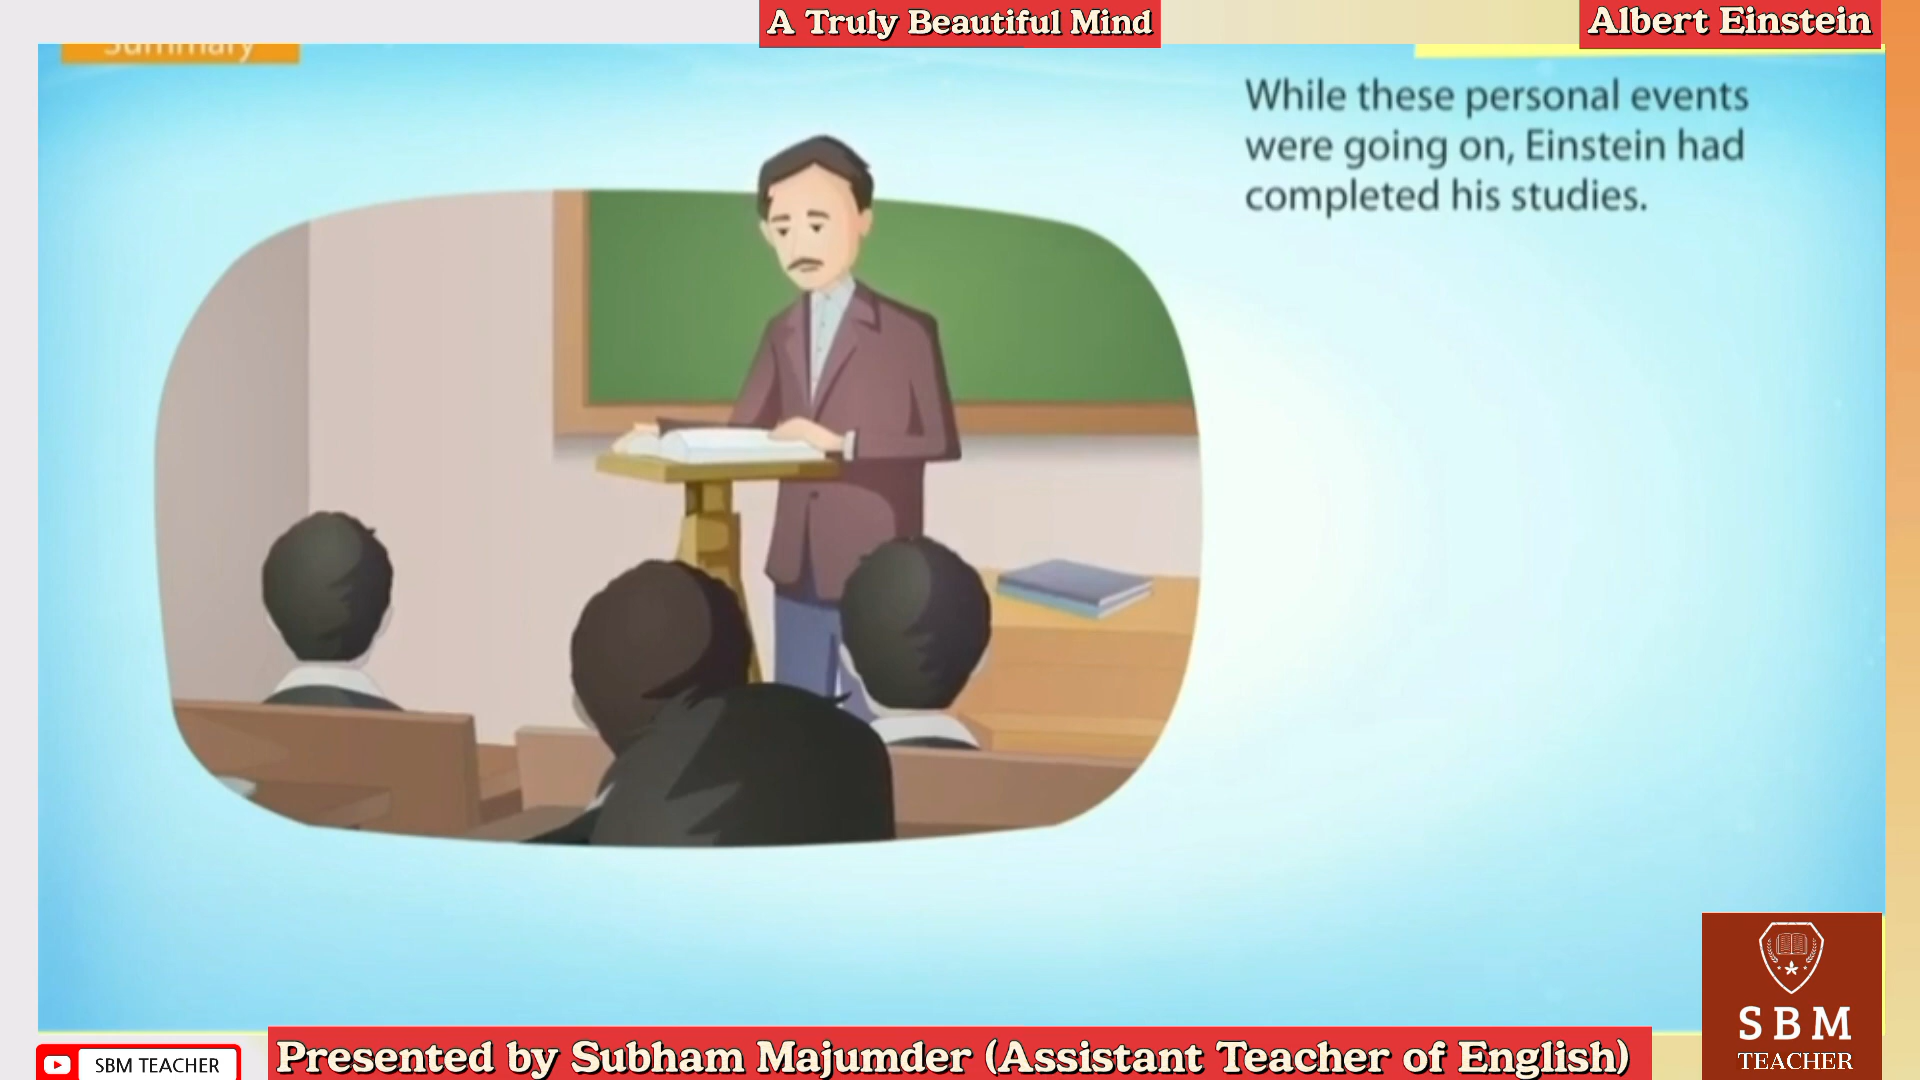 A Truly Beautiful Mind
Albert Einstein
Summary
While these personal events
were going on, Einstein had
completed his studies.
SBM
TEACHER
SBM TEACHER
Presented by Subham Majumder (Assistant Teacher of English)